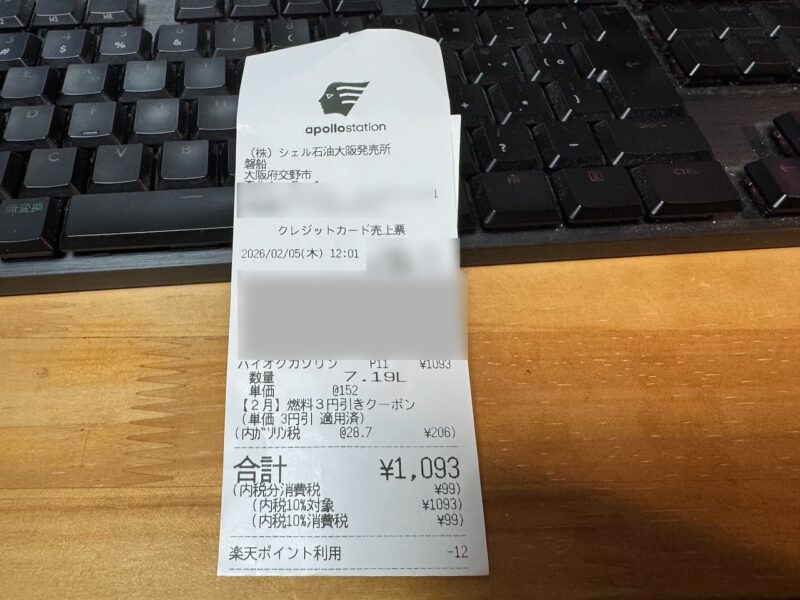 apollostation
(株)シェル石油大阪発売所
磐船
大阪府交野市
クレジットカード売上票
2026/02/05(木) 12:01
バイオクガソリン P11 ¥1093
数量 7.19L
単価 @152
【2月】燃料3円引きクーポン
(単価 3円引 適用済)
(内ガソリン税 @28.7 ¥206)
合計 ¥1,093
(内税分消費税 ¥99)
(内税10%対象 ¥1093)
(内税10%消費税 ¥99)
楽天ポイント利用 -12